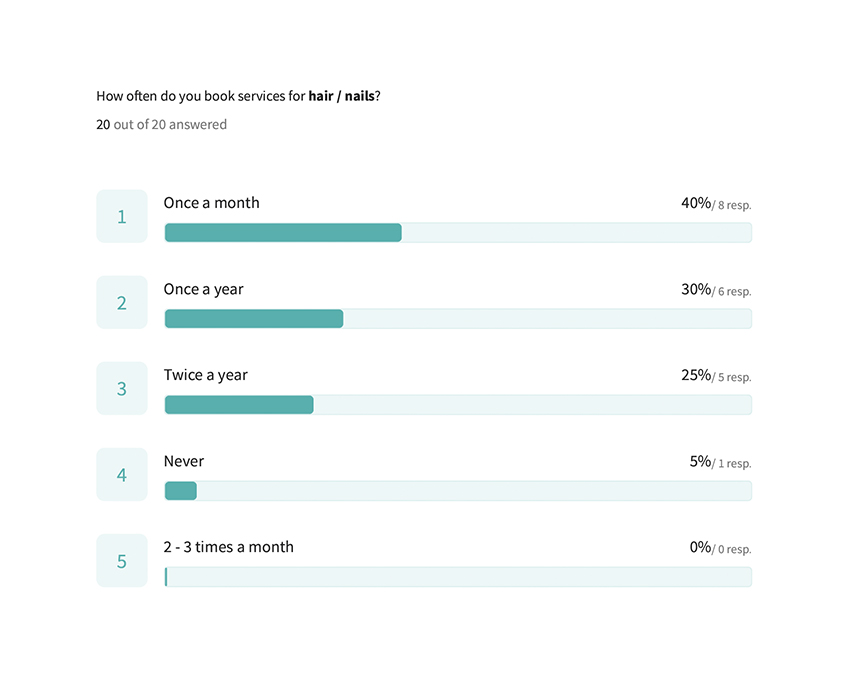 How often do you book services for hair / nails?
20 out of 20 answered
1 Once a month 40% / 8 resp.
2 Once a year 30% / 6 resp.
3 Twice a year 25% / 5 resp.
4 Never 5% / 1 resp.
5 2 - 3 times a month 0% / 0 resp.